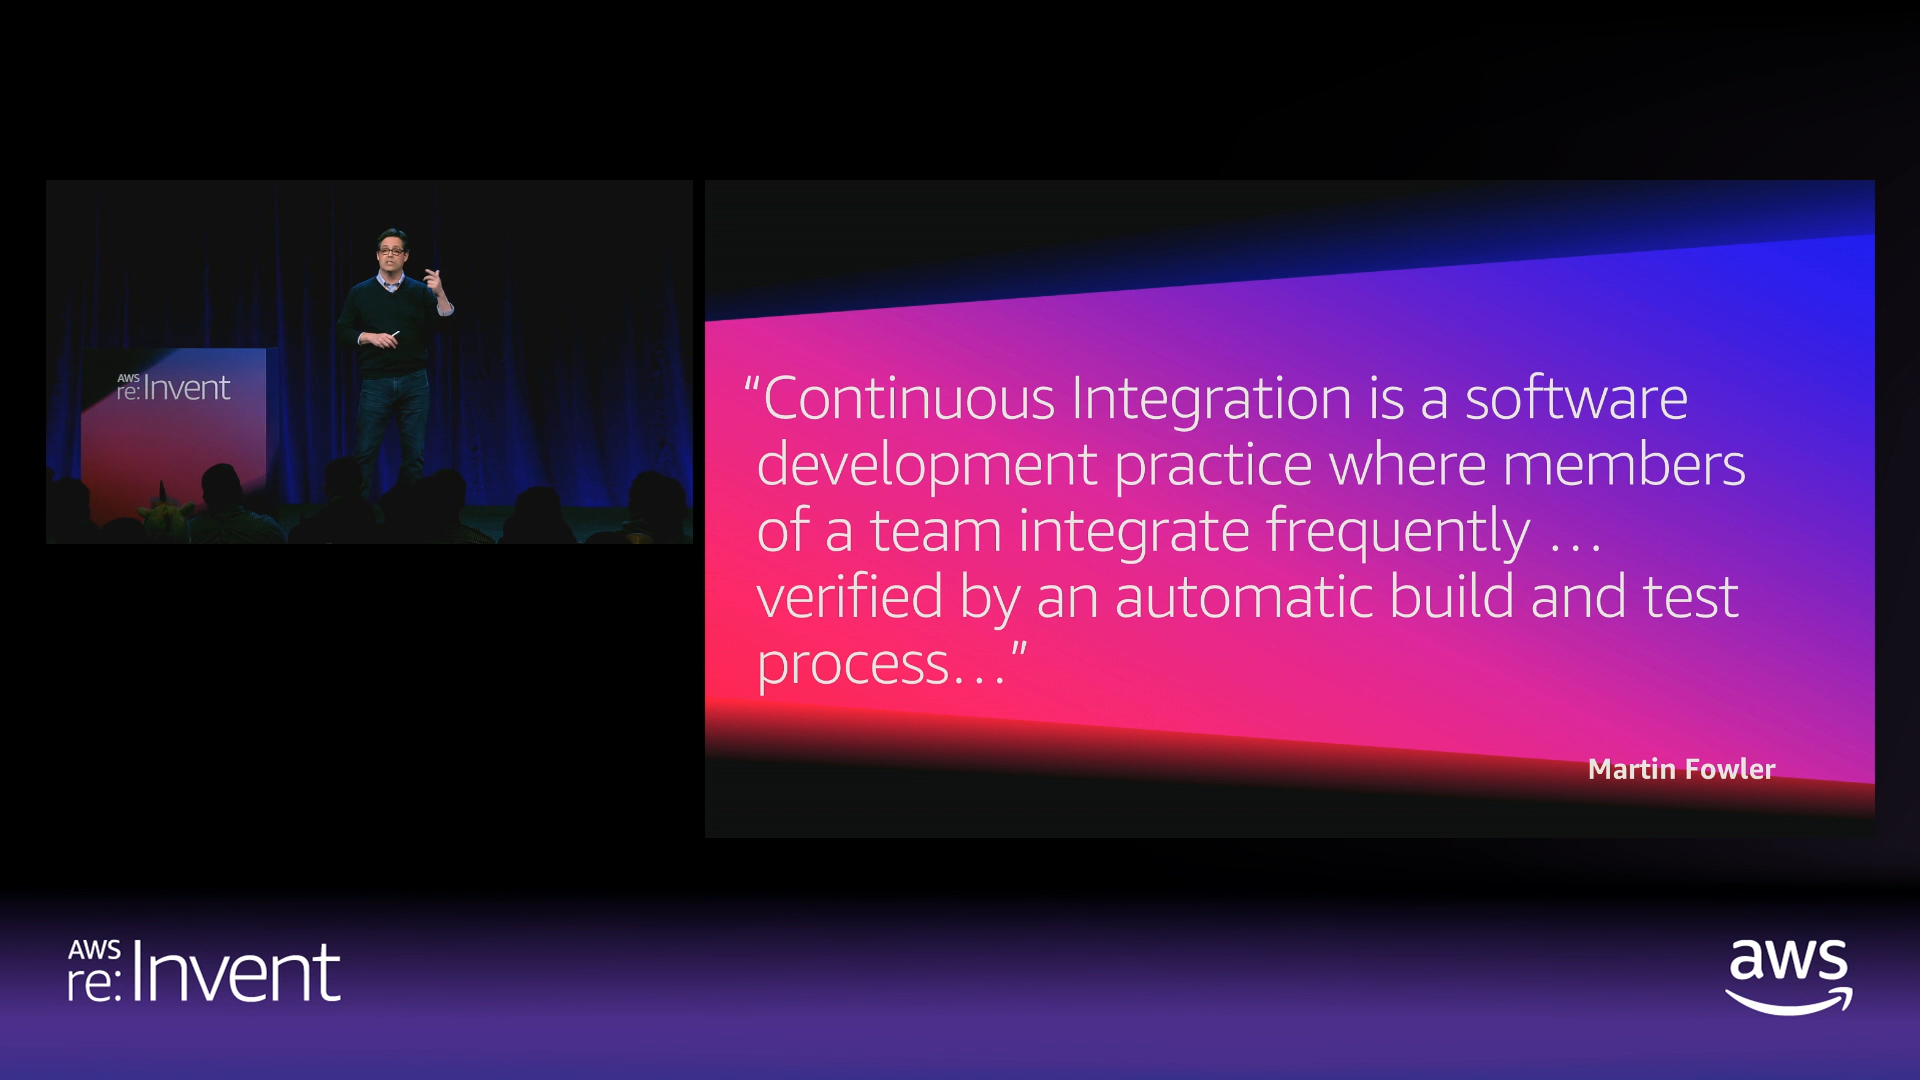 AWS
re:Invent
“Continuous Integration is a software
development practice where members
of a team integrate frequently ...
verified by an automatic build and test
process...”
Martin Fowler
AWS
re:Invent
aws